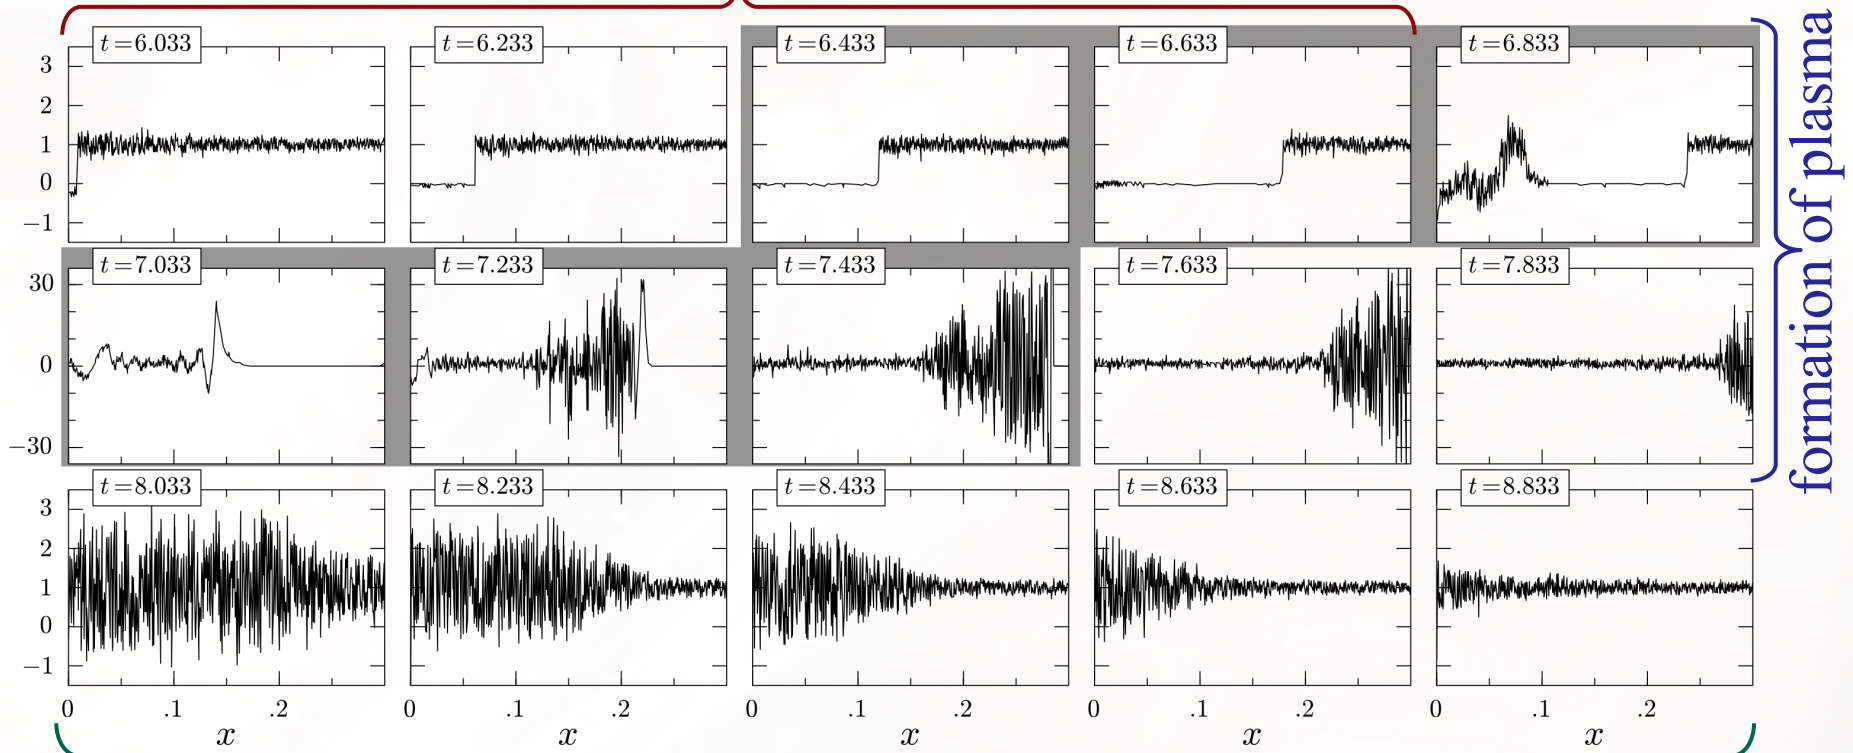 t=6.033 t=6.233 t=6.433 t=6.633 t=6.833
3
2
1
0
−1
t=7.033 t=7.233 t=7.433 t=7.633 t=7.833
30
0
−30
t=8.033 t=8.233 t=8.433 t=8.633 t=8.833
3
2
1
0
−1
0 .1 .2 0 .1 .2 0 .1 .2 0 .1 .2 0 .1 .2
x x x x x
formation of plasma